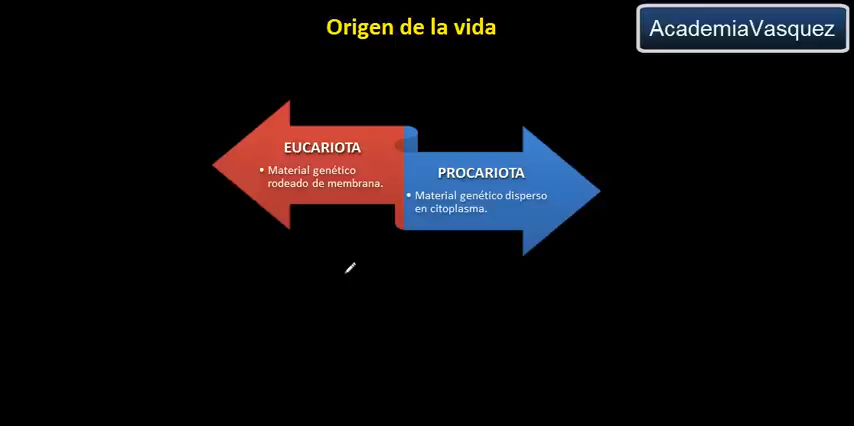 Origen de la vida
AcademiaVasquez
EUCARIOTA
• Material genético
rodeado de membrana.
PROCARIOTA
• Material genético disperso
en citoplasma.